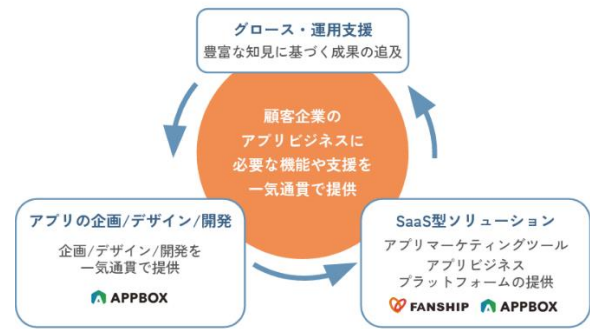 グロース・運用支援
豊富な知見に基づく成果の追及
顧客企業の
アプリビジネスに
必要な機能や支援を
一気通貫で提供
アプリの企画/デザイン/開発
企画/デザイン/開発を
一気通貫で提供
APPBOX
SaaS型ソリューション
アプリマーケティングツール
アプリビジネス
プラットフォームの提供
FANSHIP APPBOX